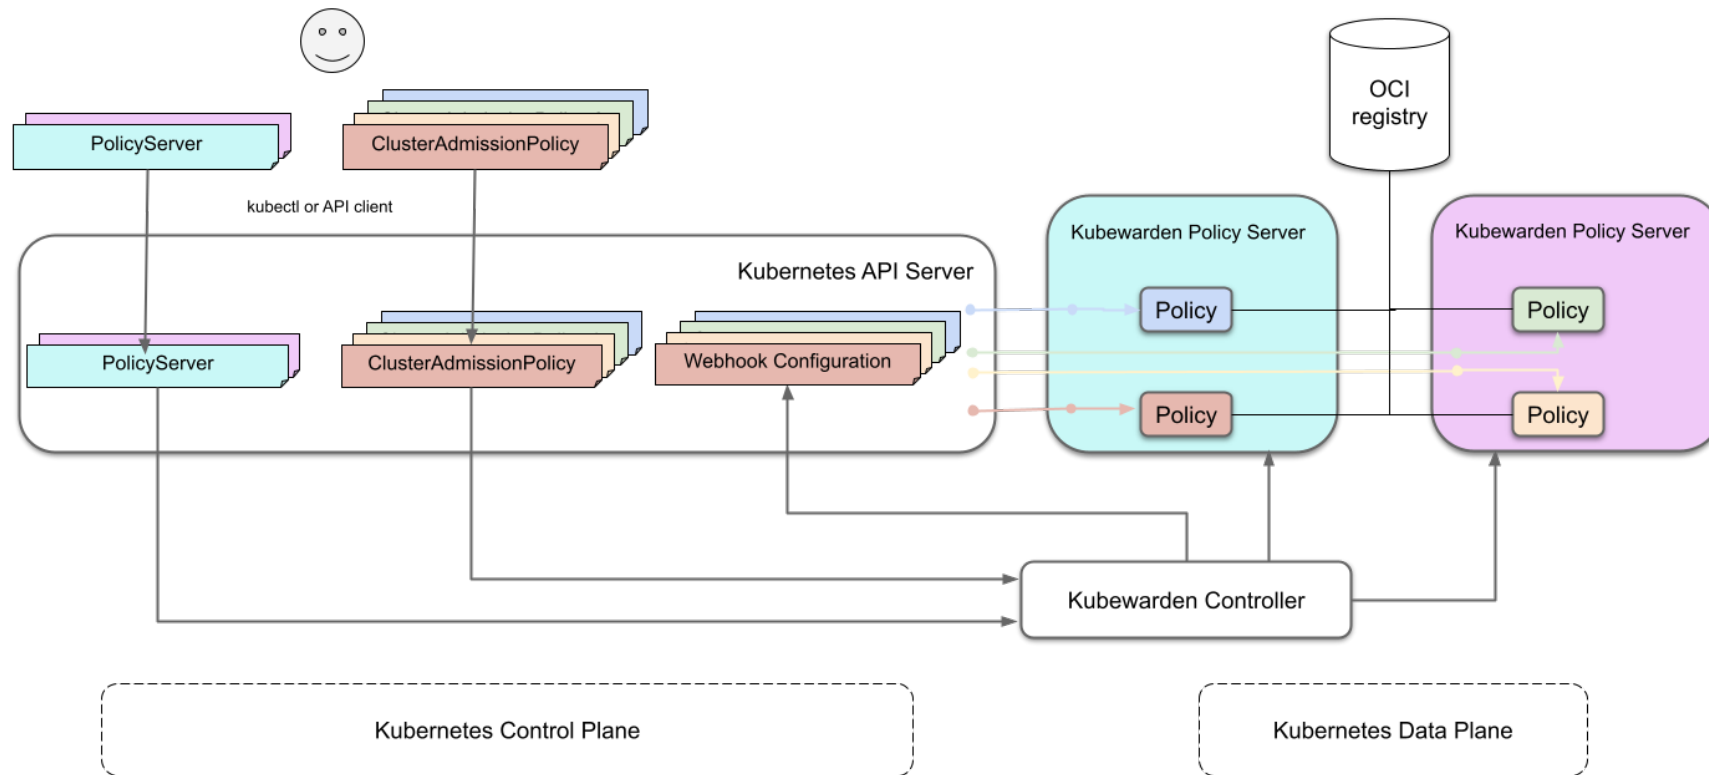 OCI
registry
PolicyServer
ClusterAdmissionPolicy
kubectl or API client
Kubernetes API Server
Kubewarden Policy Server
Kubewarden Policy Server
Policy
Policy
PolicyServer
ClusterAdmissionPolicy
Webhook Configuration
Policy
Policy
Kubewarden Controller
Kubernetes Control Plane
Kubernetes Data Plane